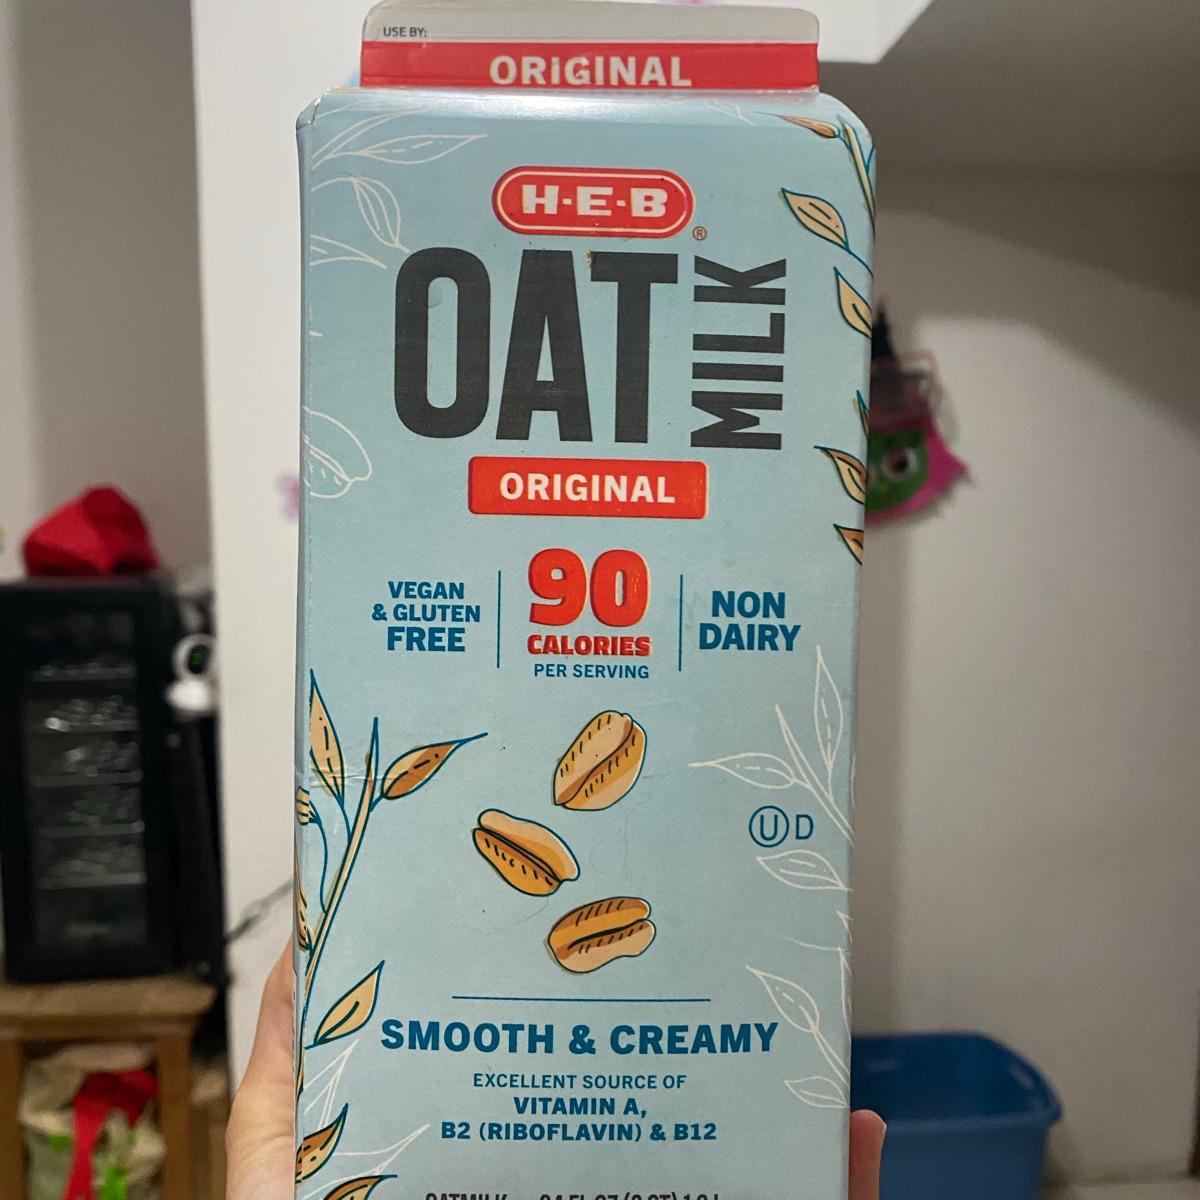 USE BY:
ORIGINAL
H-E-B®
OAT
MILK
ORIGINAL
VEGAN
& GLUTEN
FREE
90
CALORIES
PER SERVING
NON
DAIRY
U D
SMOOTH & CREAMY
EXCELLENT SOURCE OF
VITAMIN A,
B2 (RIBOFLAVIN) & B12
OATMILK